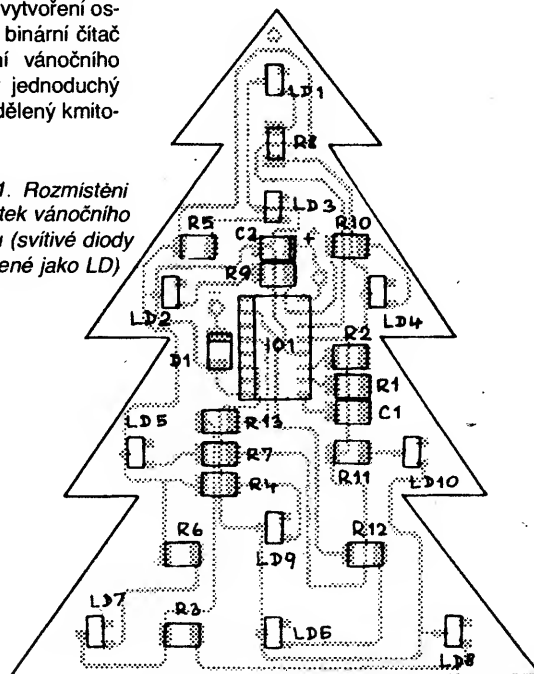 vytvoření os-
binární čítač
ní vánočního
jednoduchý
dělený kmito-
1. Rozmístění
tek vánočního
(svítivé diody
ené jako LD)
LD1
R8
LD3
R5
C2 +
R10
R9
LD2
LD4
D1
IO1
R2
R1
C1
LD5
R13
R7
R11
LD10
R4
R6
LD9
R12
LD7
R3
LD6
LD8